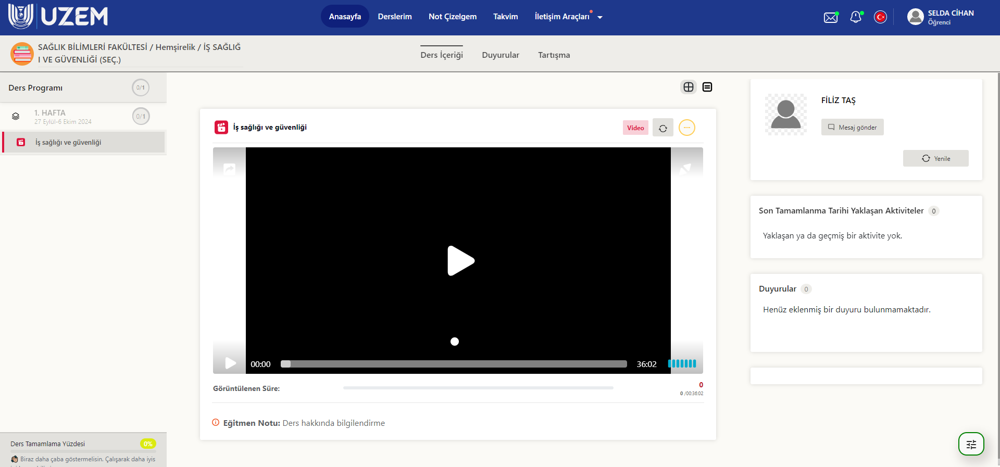 UZEM
Anasayfa
Derslerim
Not Çizelgem
Takvim
İletişim Araçları
SELDA CİHAN
Öğrenci
SAĞLIK BİLİMLERİ FAKÜLTESİ / Hemşirelik / İŞ SAĞLIĞ
I VE GÜVENLİĞİ (SEÇ.)
Ders İçeriği
Duyurular
Tartışma
Ders Programı
0/1
1. HAFTA
27 Eylül-6 Ekim 2024
0/1
İş sağlığı ve güvenliği
İş sağlığı ve güvenliği
Video
00:00
36:02
Görüntülenen Süre:
0
0 /00:36:02
Eğitmen Notu: Ders hakkında bilgilendirme
FİLİZ TAŞ
Mesaj gönder
Yenile
Son Tamamlanma Tarihi Yaklaşan Aktiviteler 0
Yaklaşan ya da geçmiş bir aktivite yok.
Duyurular 0
Henüz eklenmiş bir duyuru bulunmamaktadır.
Ders Tamamlama Yüzdesi
0%
Biraz daha çaba göstermelisin. Çalışarak daha iyis